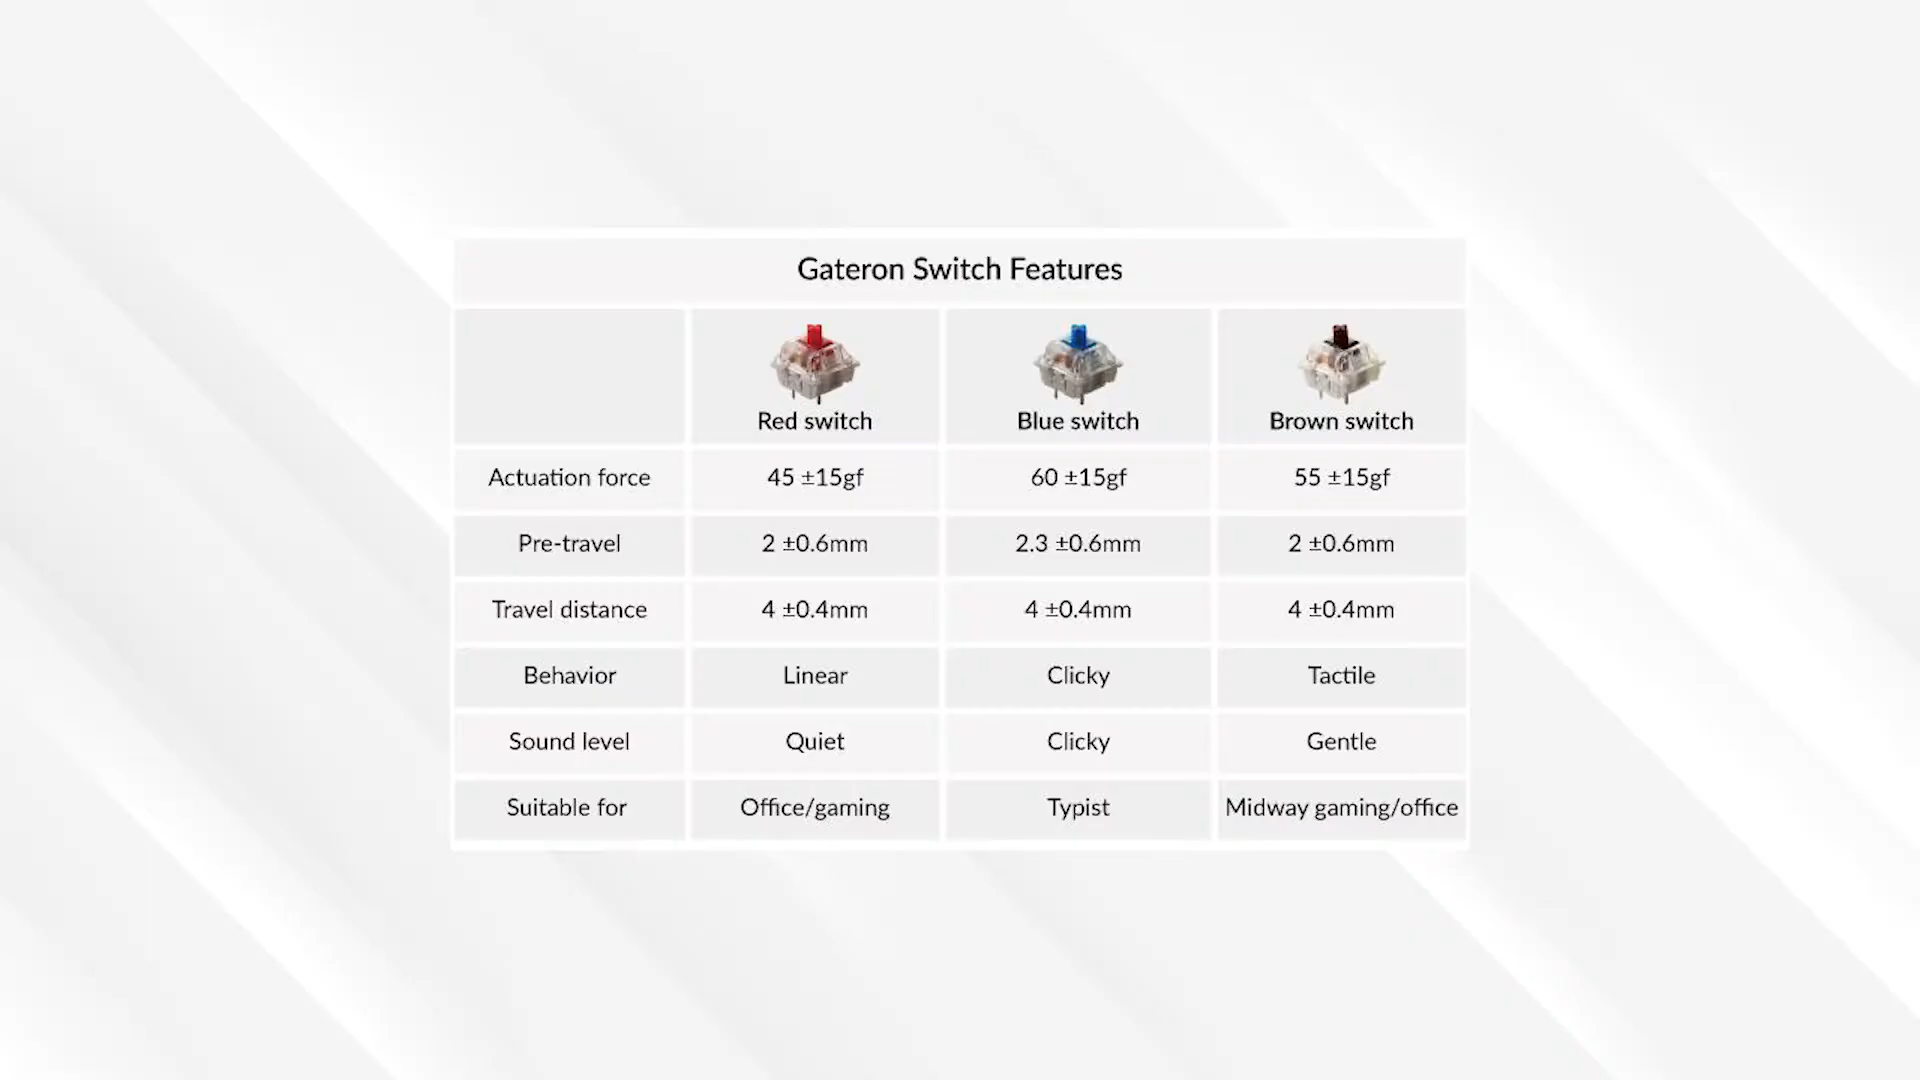 Gateron Switch Features
Red switch Blue switch Brown switch
Actuation force 45 ±15gf 60 ±15gf 55 ±15gf
Pre-travel 2 ±0.6mm 2.3 ±0.6mm 2 ±0.6mm
Travel distance 4 ±0.4mm 4 ±0.4mm 4 ±0.4mm
Behavior Linear Clicky Tactile
Sound level Quiet Clicky Gentle
Suitable for Office/gaming Typist Midway gaming/office